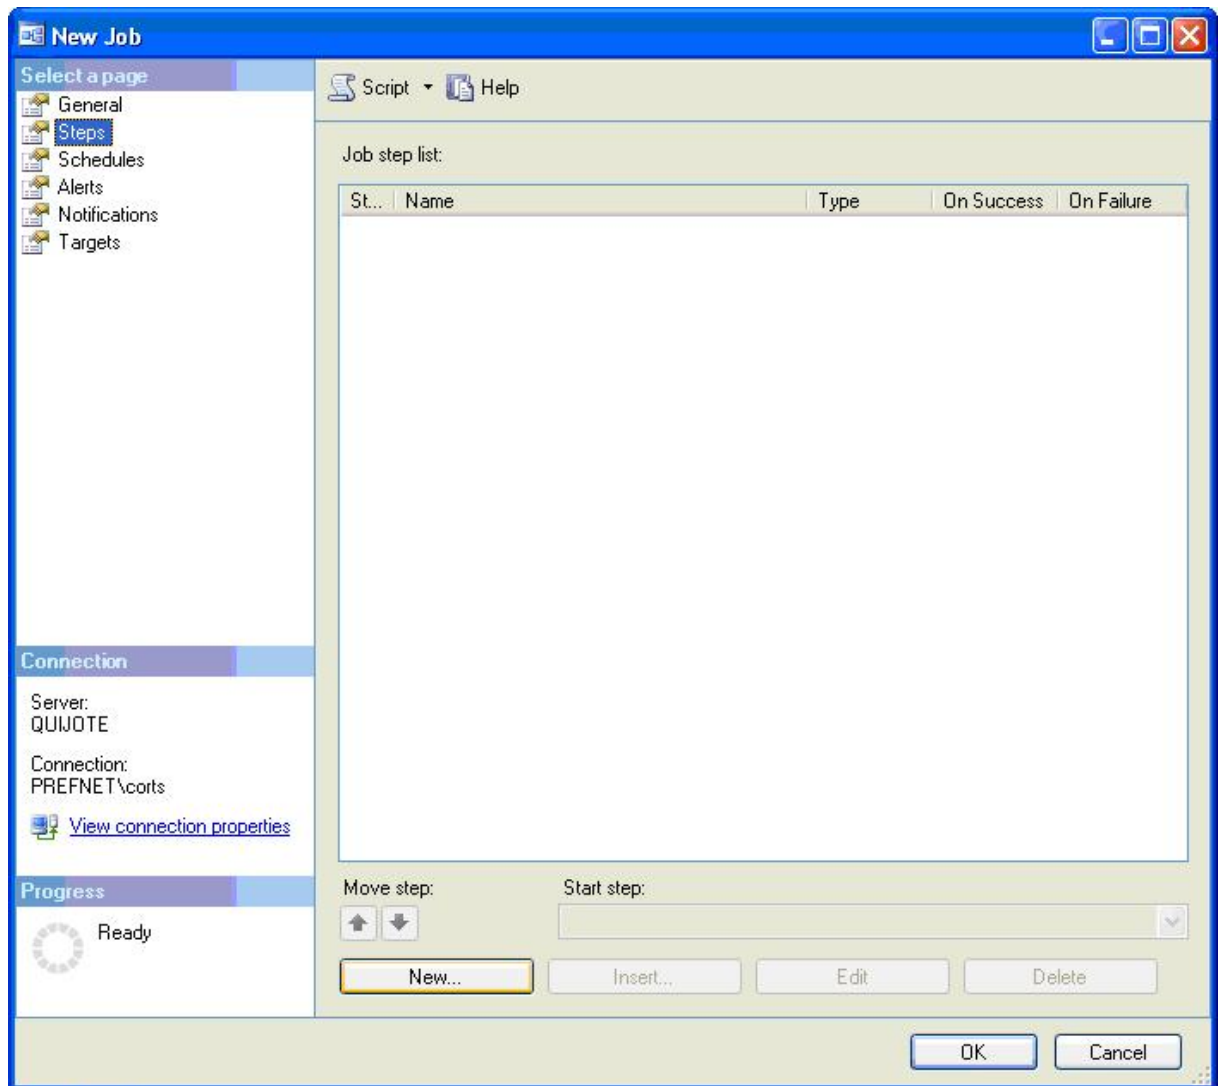 New Job
Select a page
General
Steps
Schedules
Alerts
Notifications
Targets
Connection
Server:
QUIJOTE
Connection:
PREFNET\corts
View connection properties
Progress
Ready
Script Help
Job step list:
St... Name Type On Success On Failure
Move step: Start step:
New... Insert... Edit Delete
OK Cancel